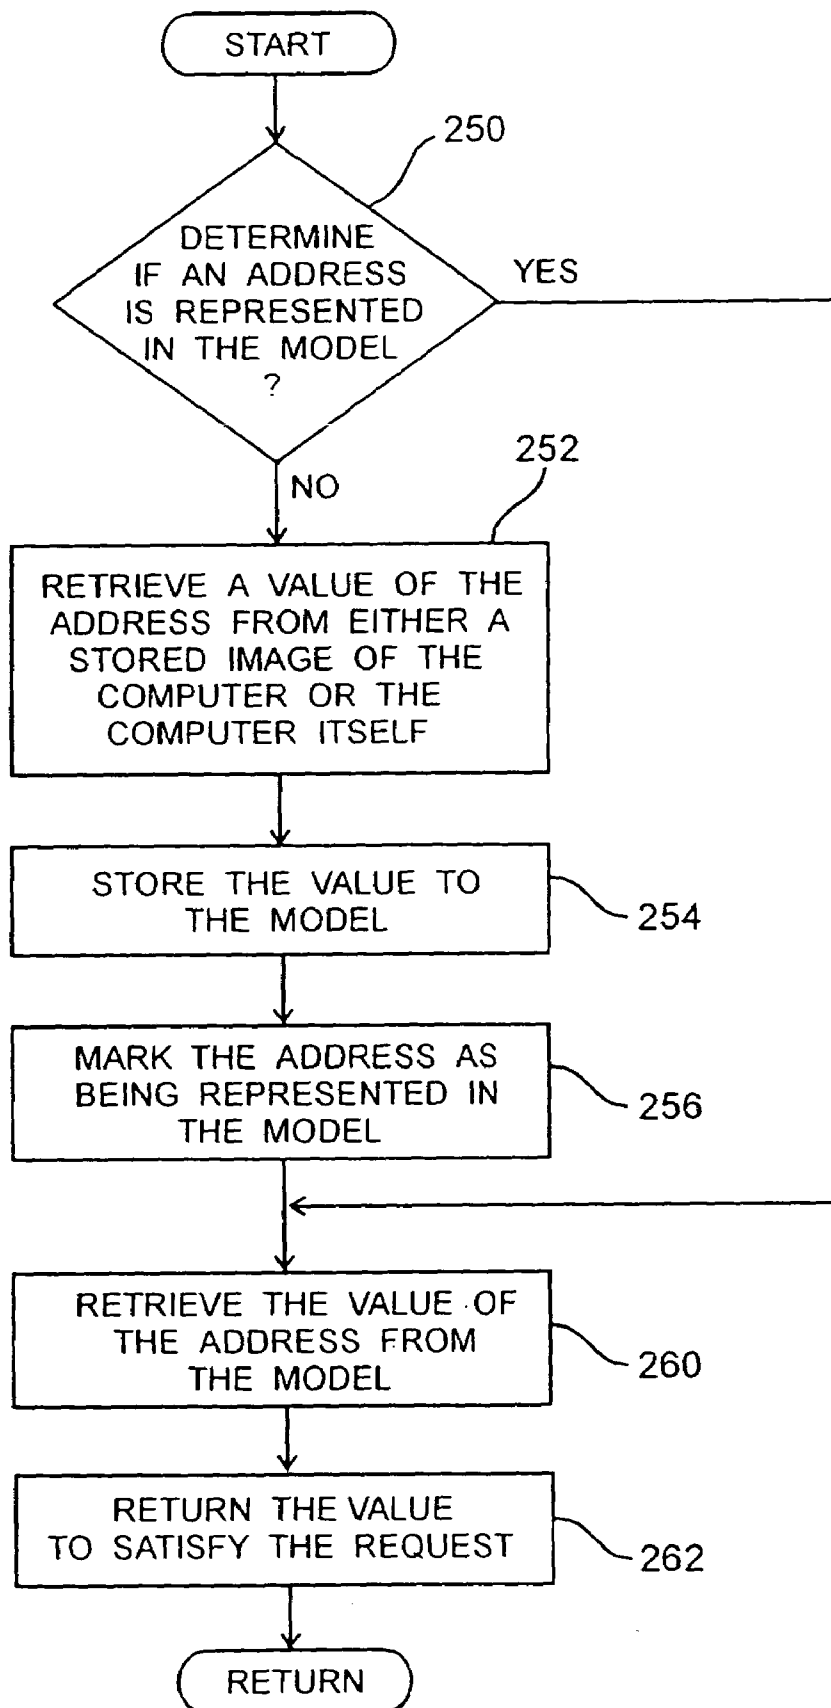 START
250
DETERMINE
IF AN ADDRESS
IS REPRESENTED
IN THE MODEL
?
YES
NO
252
RETRIEVE A VALUE OF THE
ADDRESS FROM EITHER A
STORED IMAGE OF THE
COMPUTER OR THE
COMPUTER ITSELF
STORE THE VALUE TO
THE MODEL
254
MARK THE ADDRESS AS
BEING REPRESENTED IN
THE MODEL
256
RETRIEVE THE VALUE OF
THE ADDRESS FROM
THE MODEL
260
RETURN THE VALUE
TO SATISFY THE REQUEST
262
RETURN